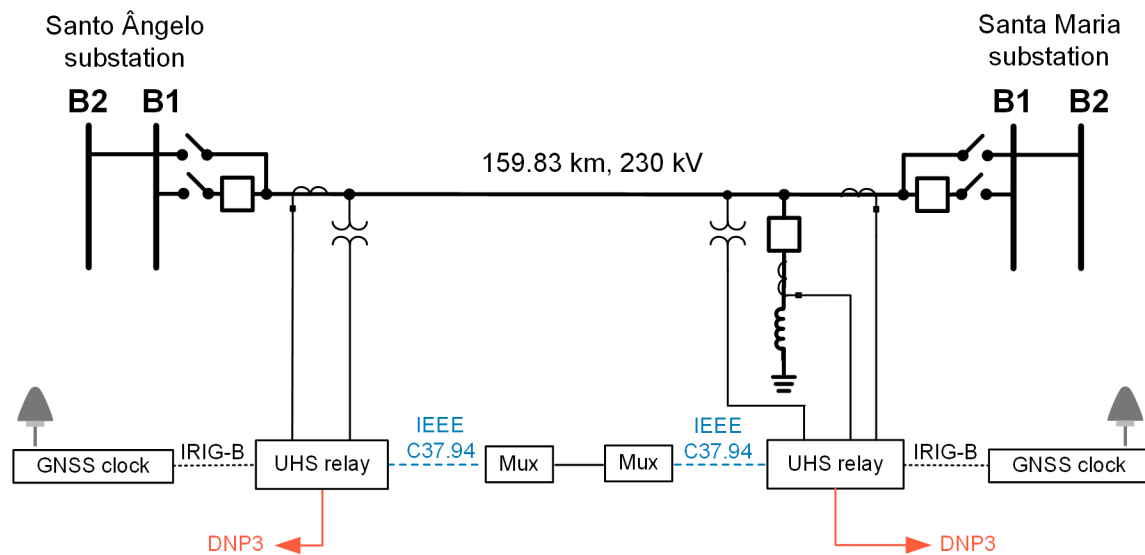 Santo Ângelo
substation
Santa Maria
substation
B2 B1
B1 B2
159.83 km, 230 kV
IEEE
C37.94
IEEE
C37.94
GNSS clock
IRIG-B
UHS relay
Mux
Mux
UHS relay
IRIG-B
GNSS clock
DNP3
DNP3